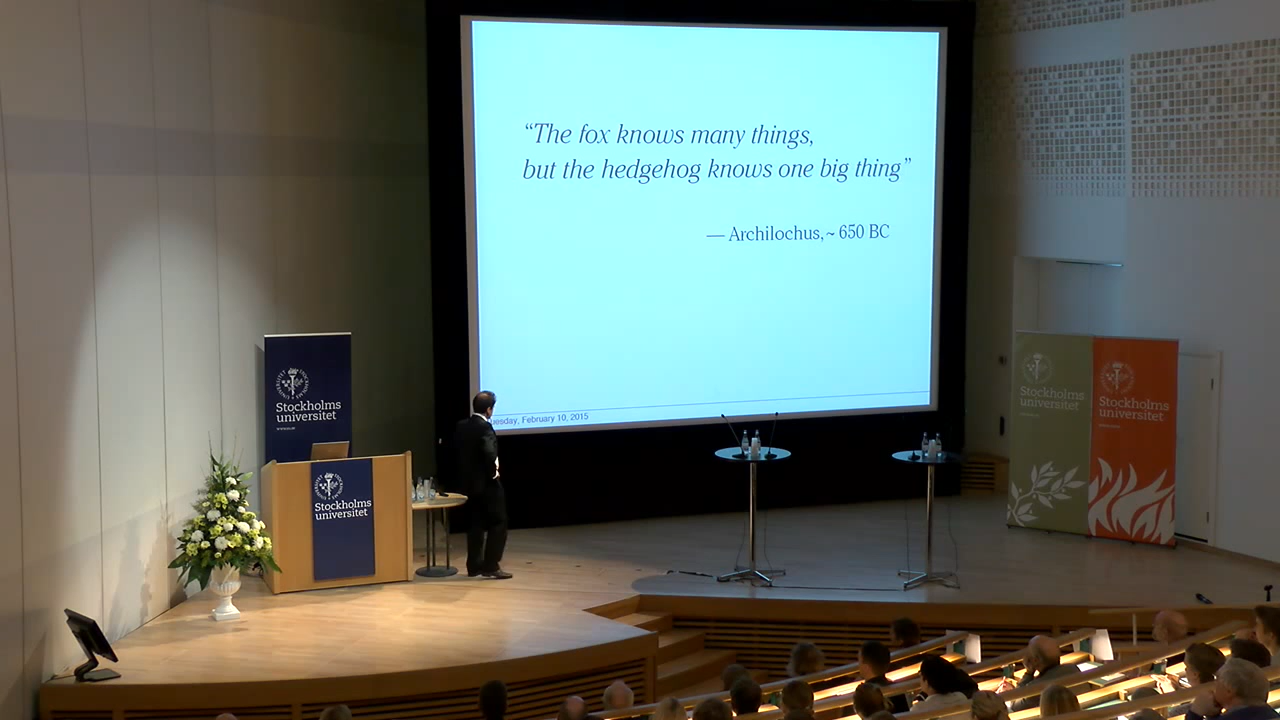 “The fox knows many things,
but the hedgehog knows one big thing”
— Archilochus, ~ 650 BC
uesday, February 10, 2015
Stockholms
universitet
Stockholms
universitet
Stockholms
universitet
Stockholms
universitet